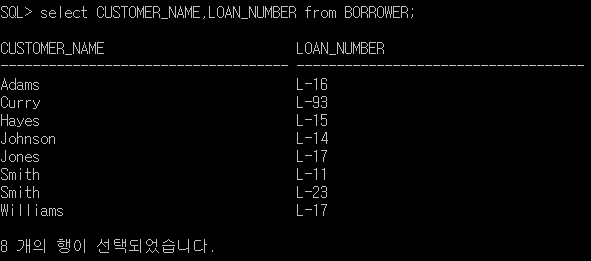 SQL> select CUSTOMER_NAME,LOAN_NUMBER from BORROWER;
CUSTOMER_NAME LOAN_NUMBER
------------------------------------ ------------------------------------
Adams L-16
Curry L-93
Hayes L-15
Johnson L-14
Jones L-17
Smith L-11
Smith L-23
Williams L-17
8 개의 행이 선택되었습니다.